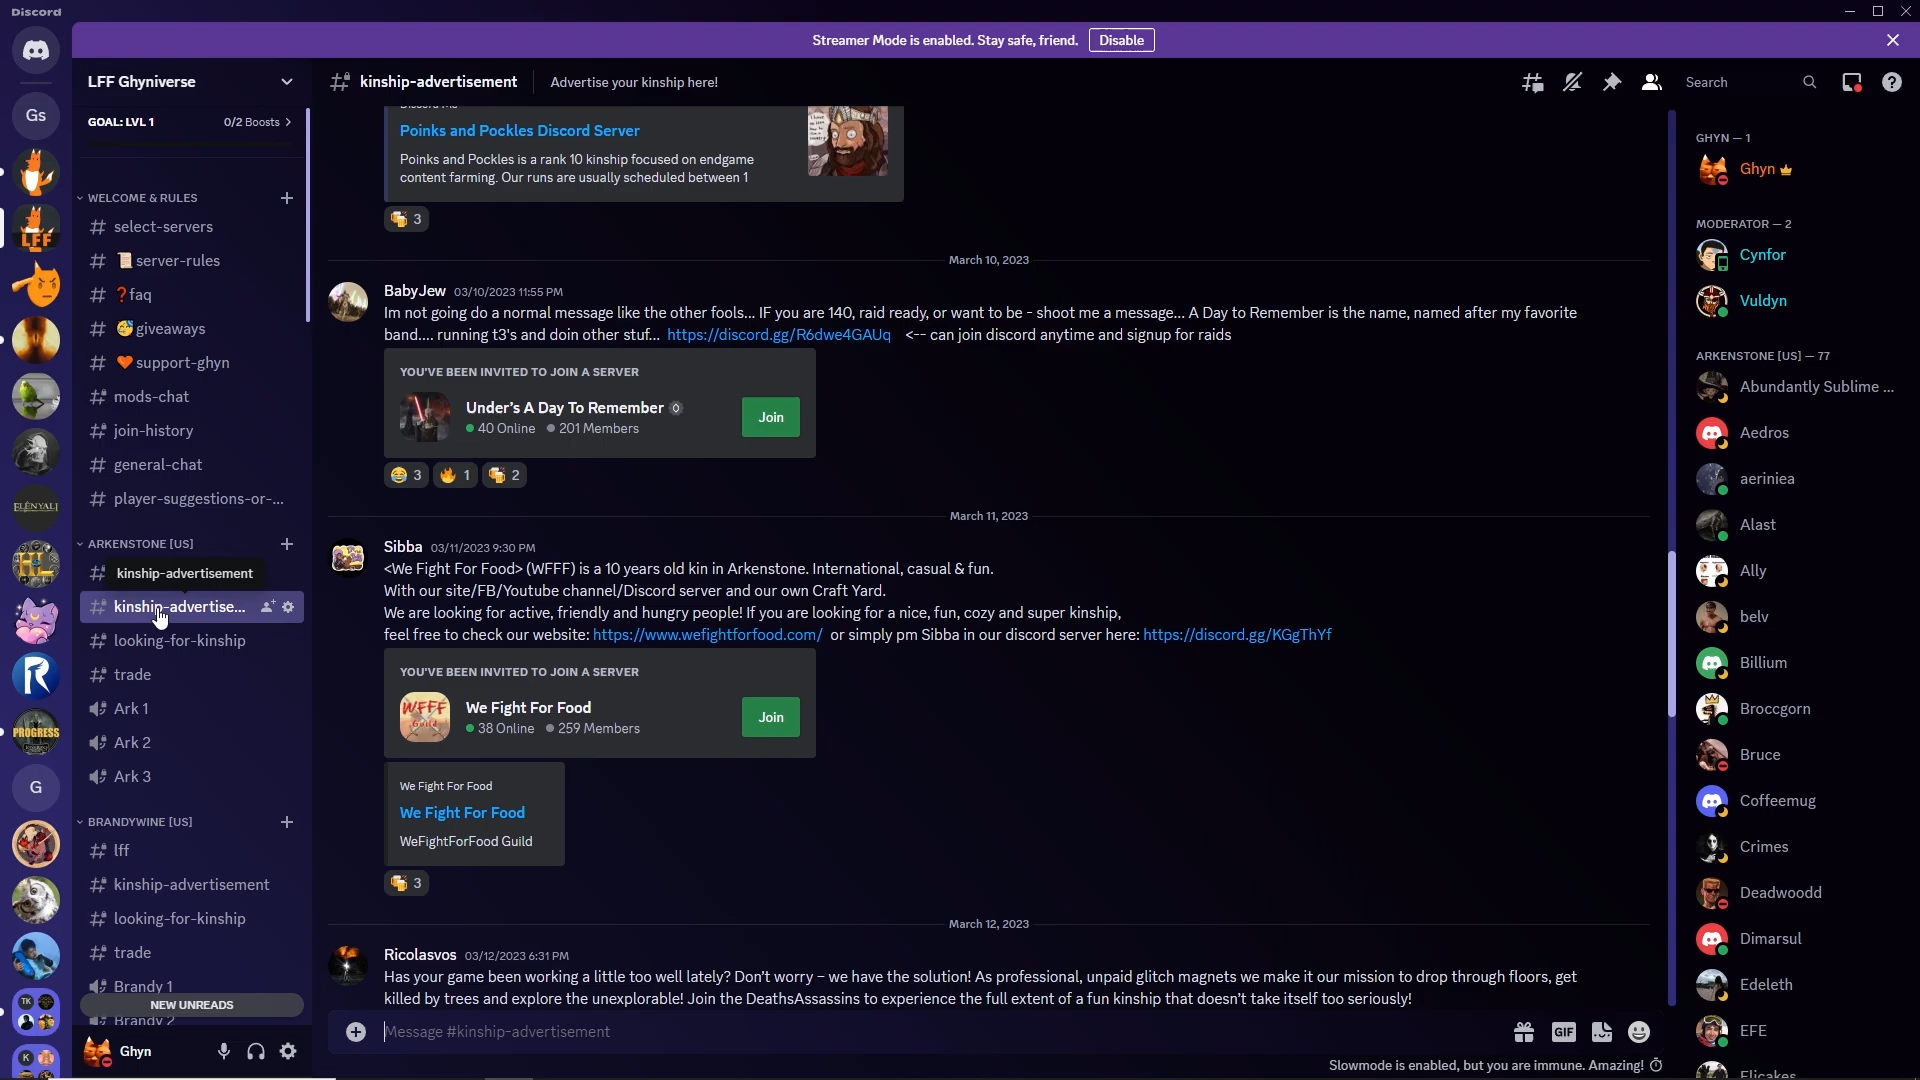 Discord
Streamer Mode is enabled. Stay safe, friend. Disable
Gs
LFF
ELENYALI
HL
R
PROGRESS
G
TK
K
LFF Ghyniverse
GOAL: LVL 1 0/2 Boosts >
WELCOME & RULES
select-servers
server-rules
faq
giveaways
support-ghyn
mods-chat
join-history
general-chat
player-suggestions-or-...
ARKENSTONE [US]
kinship-advertisement
kinship-advertise...
looking-for-kinship
trade
Ark 1
Ark 2
Ark 3
BRANDYWINE [US]
lff
kinship-advertisement
looking-for-kinship
trade
Brandy 1
NEW UNREADS
Brandy 2
Ghyn
kinship-advertisement Advertise your kinship here!
Search
Poinks and Pockles Discord Server
Poinks and Pockles is a rank 10 kinship focused on endgame
content farming. Our runs are usually scheduled between 1
3
March 10, 2023
BabyJew 03/10/2023 11:55 PM
Im not going do a normal message like the other fools... IF you are 140, raid ready, or want to be - shoot me a message... A Day to Remember is the name, named after my favorite
band.... running t3's and doin other stuf... https://discord.gg/R6dwe4GAUq <-- can join discord anytime and signup for raids
YOU'VE BEEN INVITED TO JOIN A SERVER
Under's A Day To Remember
40 Online 201 Members
Join
3 1 2
March 11, 2023
Sibba 03/11/2023 9:30 PM
<We Fight For Food> (WFFF) is a 10 years old kin in Arkenstone. International, casual & fun.
With our site/FB/Youtube channel/Discord server and our own Craft Yard.
We are looking for active, friendly and hungry people! If you are looking for a nice, fun, cozy and super kinship,
feel free to check our website: https://www.wefightforfood.com/ or simply pm Sibba in our discord server here: https://discord.gg/KGgThYf
YOU'VE BEEN INVITED TO JOIN A SERVER
WFFF
Guild
We Fight For Food
38 Online 259 Members
Join
We Fight For Food
We Fight For Food
WeFightForFood Guild
3
March 12, 2023
Ricolasvos 03/12/2023 6:31 PM
Has your game been working a little too well lately? Don't worry – we have the solution! As professional, unpaid glitch magnets we make it our mission to drop through floors, get
killed by trees and explore the unexplorable! Join the DeathsAssassins to experience the full extent of a fun kinship that doesn't take itself too seriously!
Message #kinship-advertisement
GIF
Slowmode is enabled, but you are immune. Amazing!
GHYN — 1
Ghyn
MODERATOR — 2
Cynfor
Vuldyn
ARKENSTONE [US] — 77
Abundantly Sublime ...
Aedros
aeriniea
Alast
Ally
belv
Billium
Broccgorn
Bruce
Coffeemug
Crimes
Deadwoodd
Dimarsul
Edeleth
EFE
Elicakes